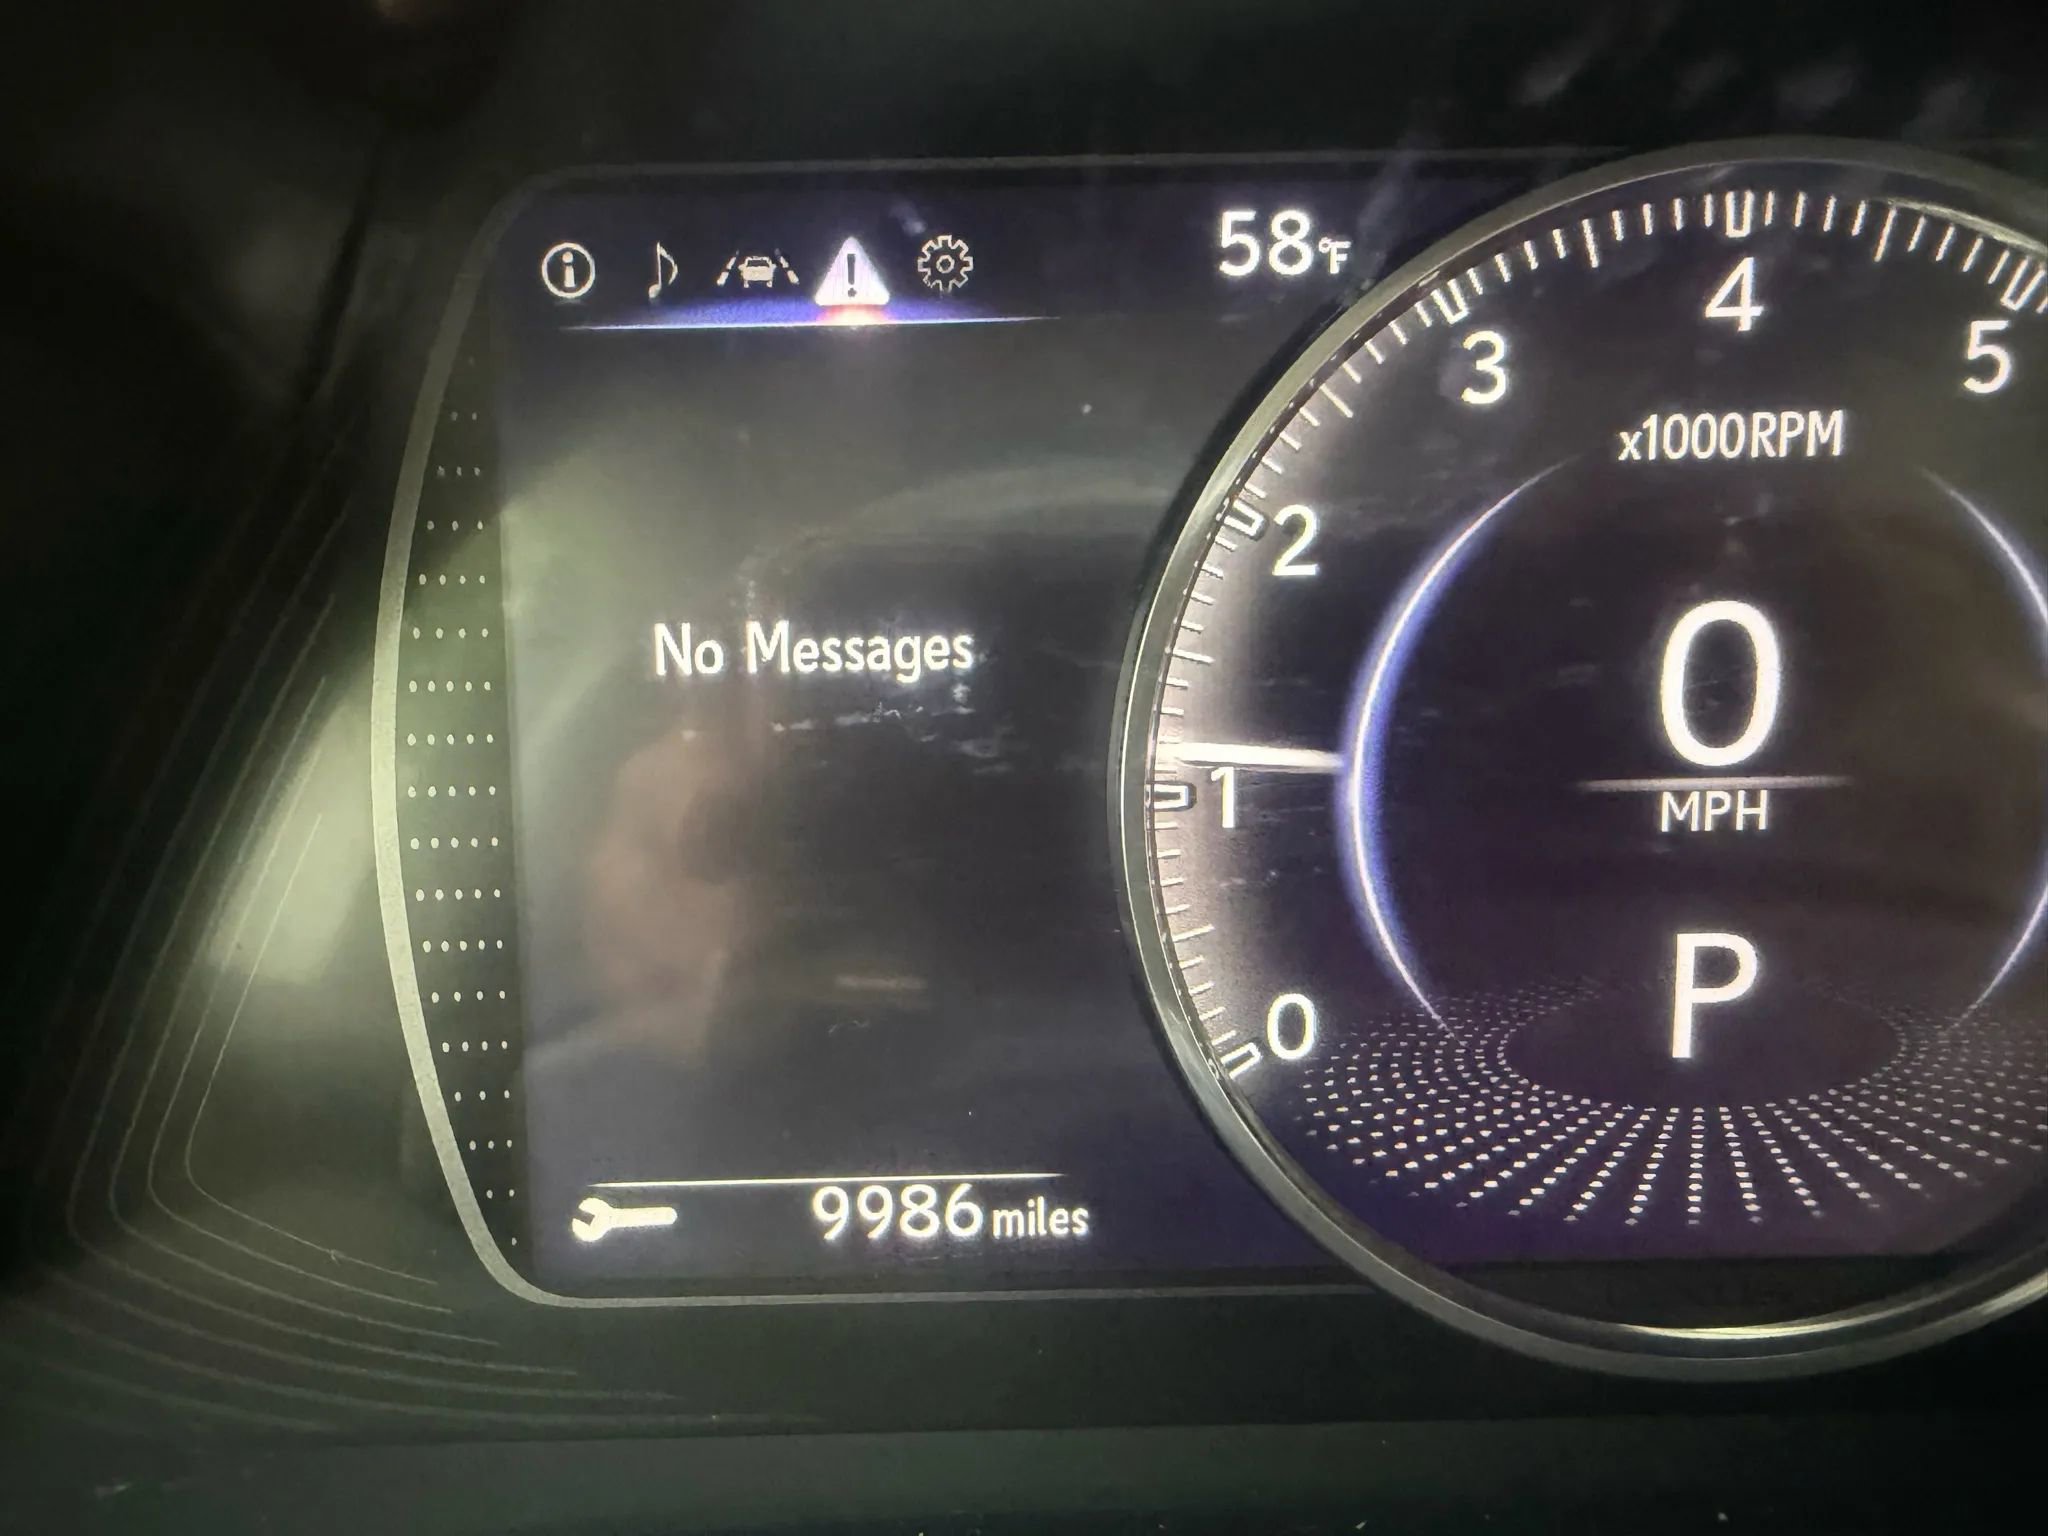 58°F
No Messages
9986 miles
4
3
5
x1000RPM
2
0
MPH
1
P
0